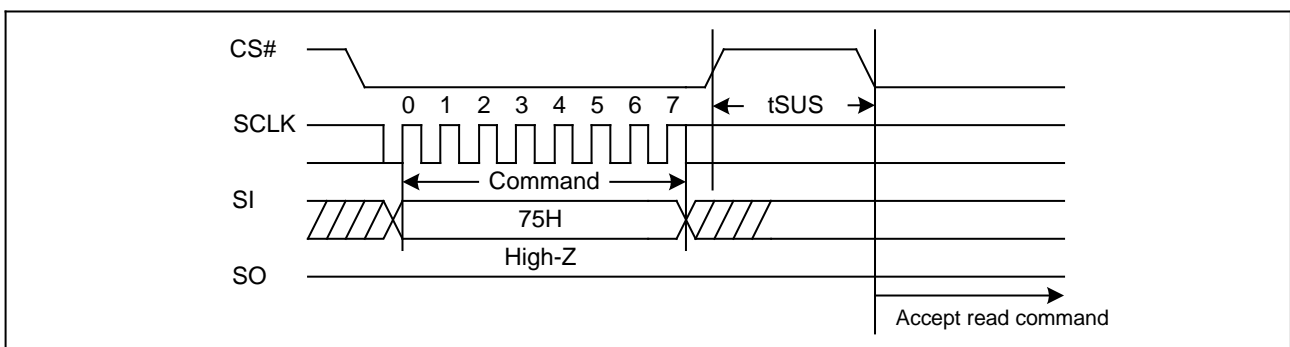 CS#
0 1 2 3 4 5 6 7
tSUS
SCLK
Command
SI
75H
High-Z
SO
Accept read command